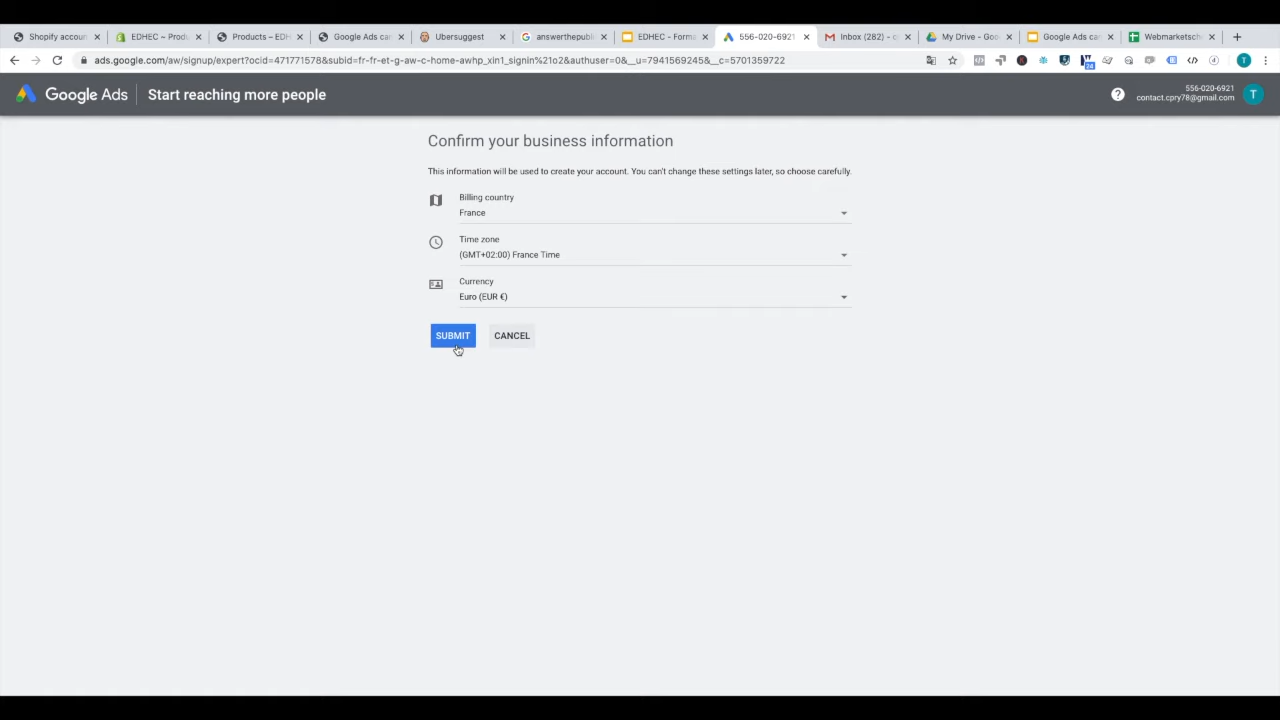 Shopify accoun
EDHEC ~ Produ
Products – EDH
Google Ads can
Ubersuggest
answerthepubli
EDHEC - Forma
556-020-6921
Inbox (282) - c
My Drive - Goo
Google Ads can
Webmarketsch
ads.google.com/aw/signup/expert?ocid=471771578&subid=fr-fr-et-g-aw-c-home-awhp_xin1_signin%21o2&authuser=0&__u=7941569245&__c=5701359722
Google Ads
Start reaching more people
556-020-6921
contact.cpry78@gmail.com
T
Confirm your business information
This information will be used to create your account. You can't change these settings later, so choose carefully.
Billing country
France
Time zone
(GMT+02:00) France Time
Currency
Euro (EUR €)
SUBMIT
CANCEL